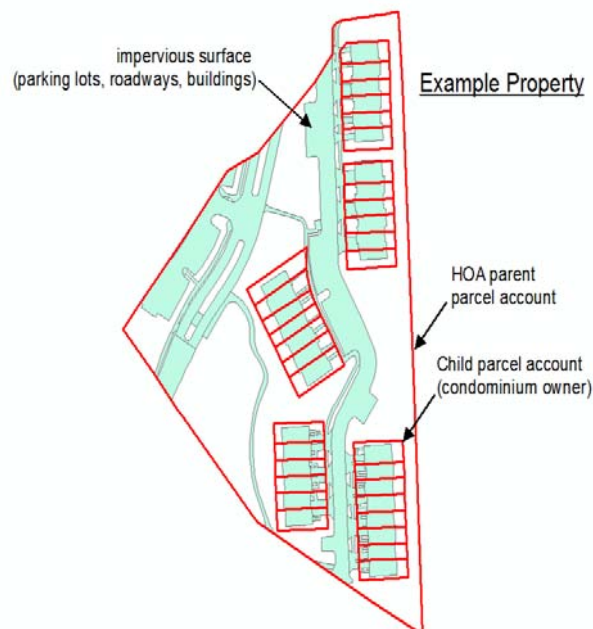 impervious surface
(parking lots, roadways, buildings)
Example Property
HOA parent
parcel account
Child parcel account
(condominium owner)